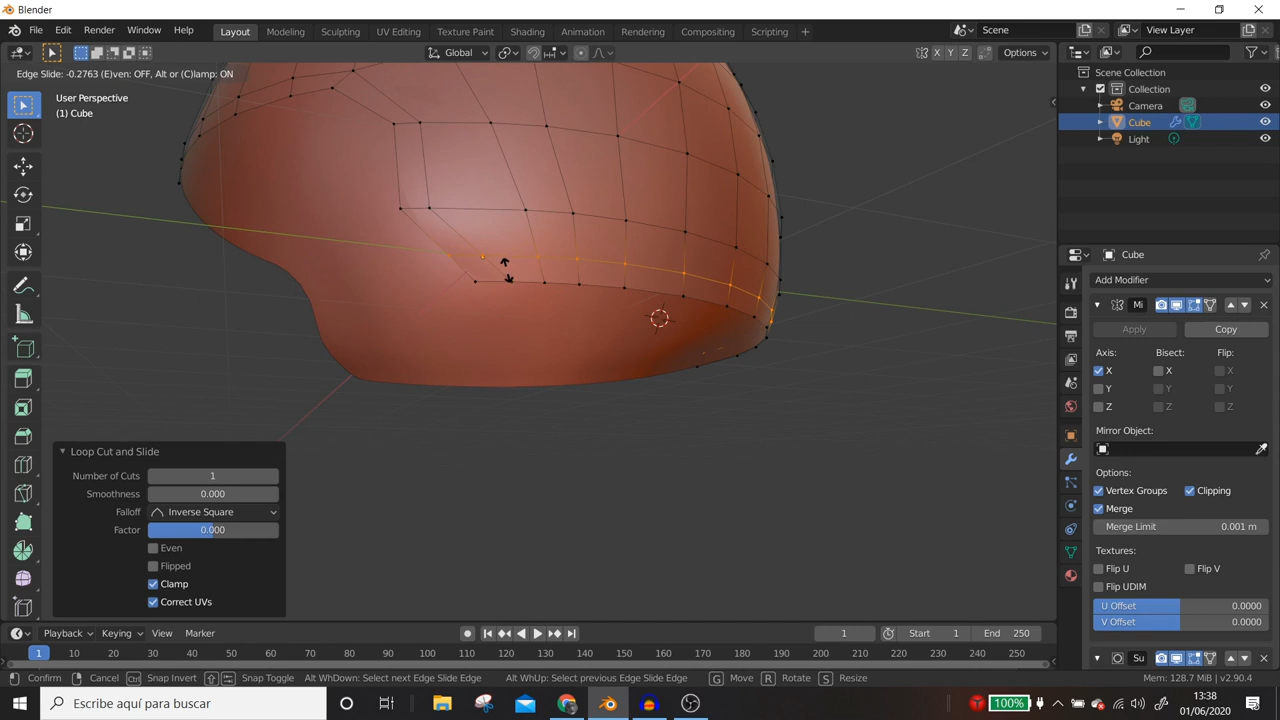 Blender
File Edit Render Window Help Layout Modeling Sculpting UV Editing Texture Paint Shading Animation Rendering Compositing Scripting + Scene View Layer
Global X Y Z Options
Edge Slide: -0.2763 (E)ven: OFF, Alt or (C)lamp: ON
User Perspective
(1) Cube
Scene Collection
Collection
Camera
Cube
Light
Cube
Add Modifier
Mi
Apply Copy
Axis: Bisect: Flip:
X X X
Y Y Y
Z Z Z
Mirror Object:
Options:
Vertex Groups Clipping
Merge
Merge Limit 0.001 m
Textures:
Flip U Flip V
Flip UDIM
U Offset 0.0000
V Offset 0.0000
Su
Loop Cut and Slide
Number of Cuts 1
Smoothness 0.000
Falloff Inverse Square
Factor 0.000
Even
Flipped
Clamp
Correct UVs
Playback Keying View Marker 1 Start 1 End 250
1 10 20 30 40 50 60 70 80 90 100 110 120 130 140 150 160 170 180 190 200 210 220 230 240 250
Confirm Cancel Ctrl Snap Invert Snap Toggle Alt WhDown: Select next Edge Slide Edge Alt WhUp: Select previous Edge Slide Edge G Move R Rotate S Resize Mem: 128.7 MiB | v2.90.4
Escribe aquí para buscar 100% 13:38
01/06/2020